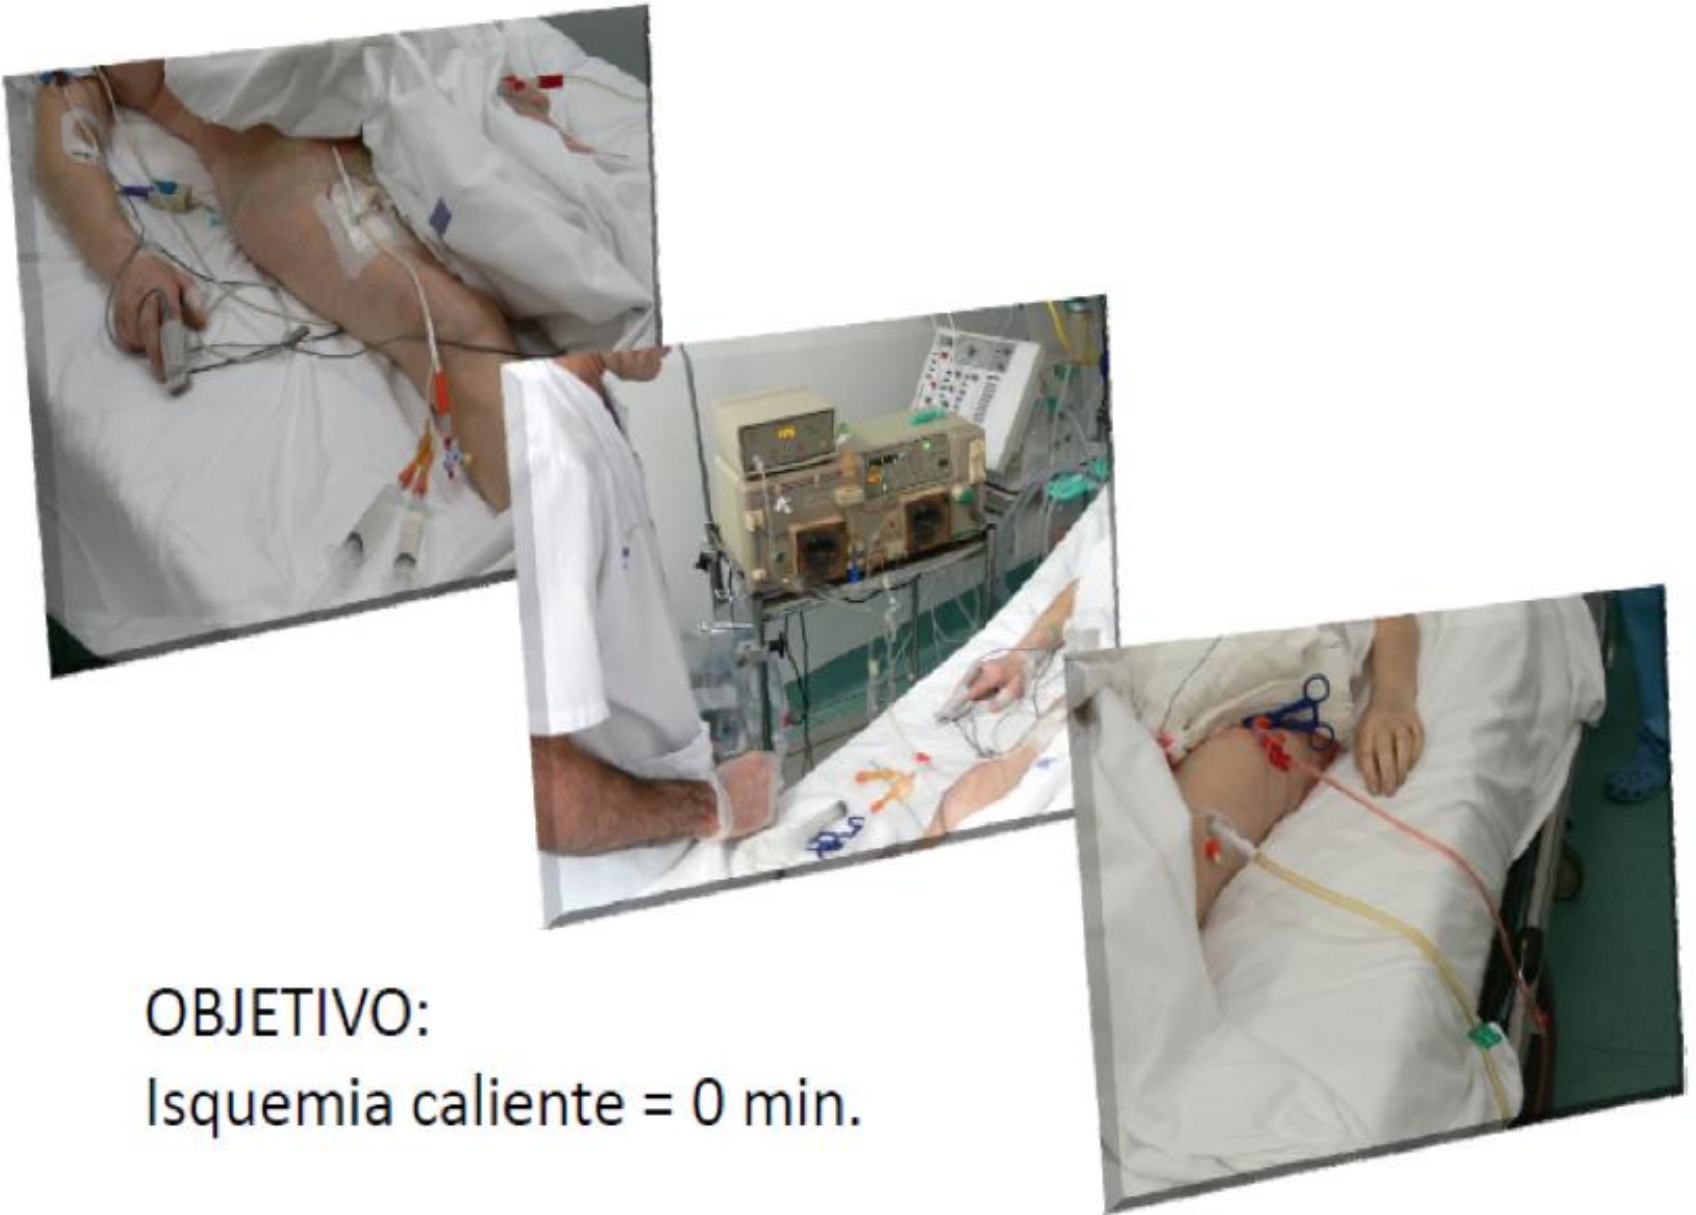 OBJETIVO:
Isquemia caliente = 0 min.